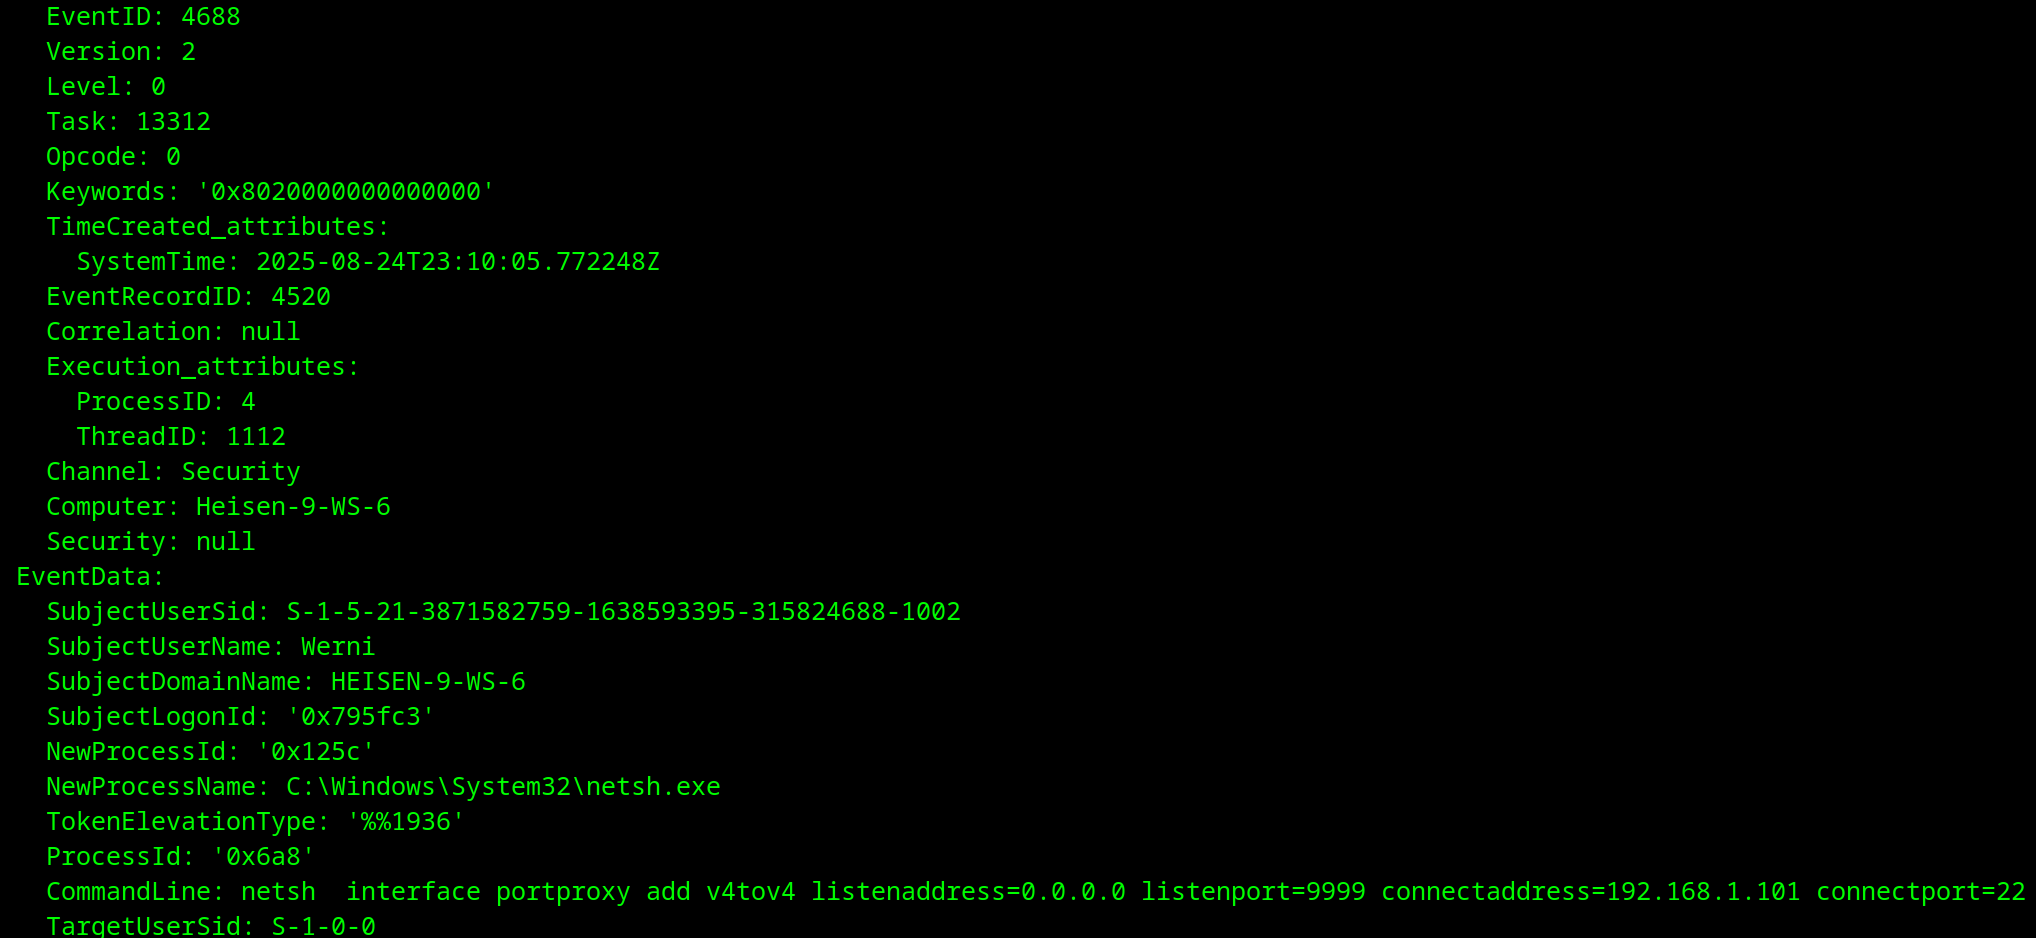 EventID: 4688
Version: 2
Level: 0
Task: 13312
Opcode: 0
Keywords: '0x8020000000000000'
TimeCreated_attributes:
SystemTime: 2025-08-24T23:10:05.772248Z
EventRecordID: 4520
Correlation: null
Execution_attributes:
ProcessID: 4
ThreadID: 1112
Channel: Security
Computer: Heisen-9-WS-6
Security: null
EventData:
SubjectUserSid: S-1-5-21-3871582759-1638593395-315824688-1002
SubjectUserName: Werni
SubjectDomainName: HEISEN-9-WS-6
SubjectLogonId: '0x795fc3'
NewProcessId: '0x125c'
NewProcessName: C:\Windows\System32\netsh.exe
TokenElevationType: '%%1936'
ProcessId: '0x6a8'
CommandLine: netsh  interface portproxy add v4tov4 listenaddress=0.0.0.0 listenport=9999 connectaddress=192.168.1.101 connectport=22
TargetUserSid: S-1-0-0